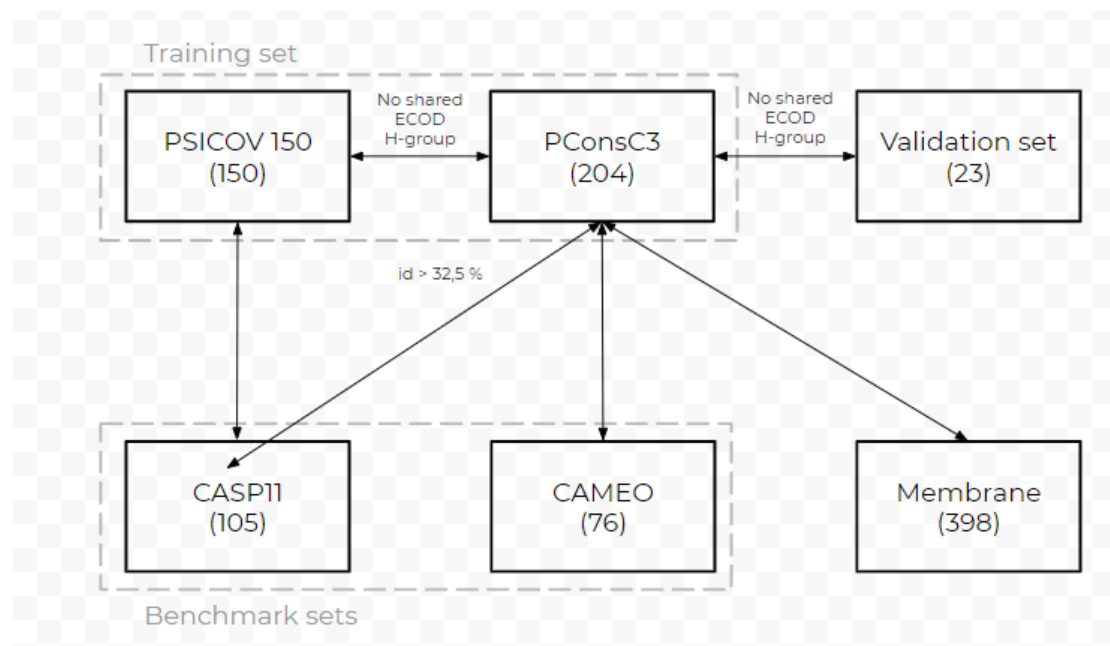 Training set
PSICOV 150
(150)
No shared
ECOD
H-group
PConsC3
(204)
No shared
ECOD
H-group
Validation set
(23)
id > 32,5 %
CASP11
(105)
CAMEO
(76)
Membrane
(398)
Benchmark sets